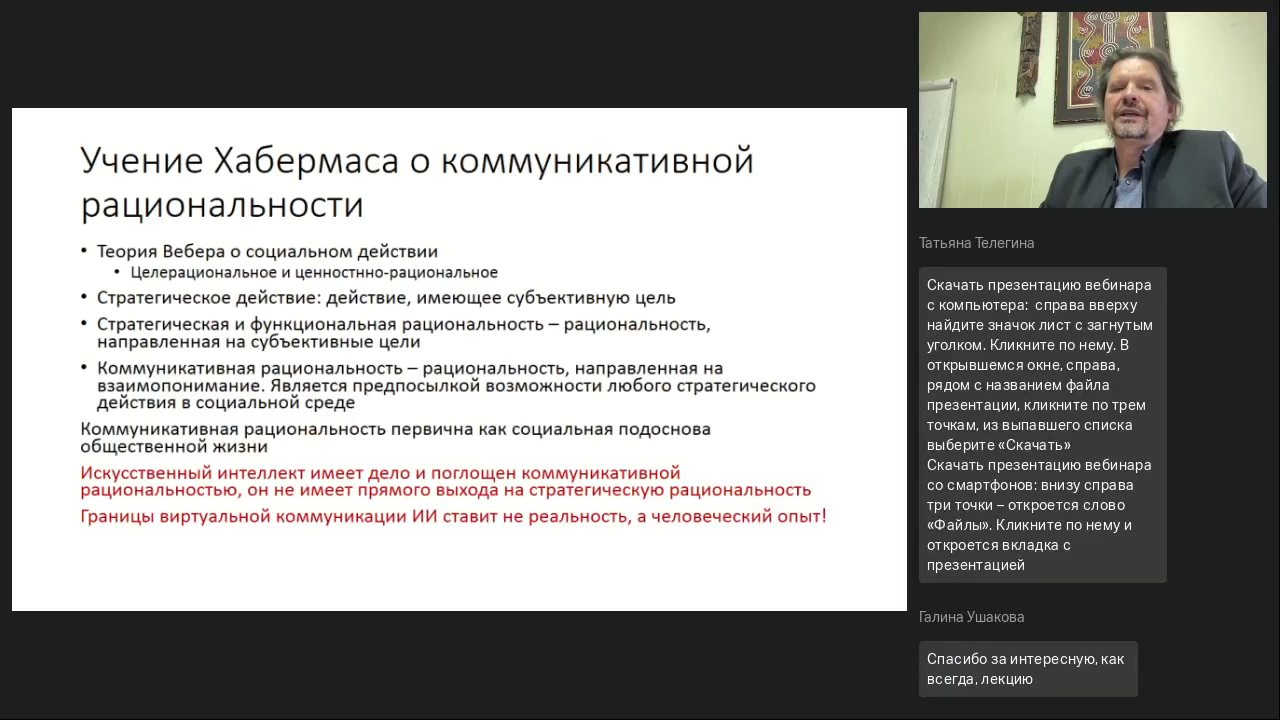 Учение Хабермаса о коммуникативной
рациональности
• Теория Вебера о социальном действии
• Целерациональное и ценностнно-рациональное
• Стратегическое действие: действие, имеющее субъективную цель
• Стратегическая и функциональная рациональность – рациональность,
направленная на субъективные цели
• Коммуникативная рациональность – рациональность, направленная на
взаимопонимание. Является предпосылкой возможности любого стратегического
действия в социальной среде
Коммуникативная рациональность первична как социальная подоснова
общественной жизни
Искусственный интеллект имеет дело и поглощен коммуникативной
рациональностью, он не имеет прямого выхода на стратегическую рациональность
Границы виртуальной коммуникации ИИ ставит не реальность, а человеческий опыт!
Татьяна Телегина
Скачать презентацию вебинара
с компьютера: справа вверху
найдите значок лист с загнутым
уголком. Кликните по нему. В
открывшемся окне, справа,
рядом с названием файла
презентации, кликните по трем
точкам, из выпавшего списка
выберите «Скачать»
Скачать презентацию вебинара
со смартфонов: внизу справа
три точки – откроется слово
«Файлы». Кликните по нему и
откроется вкладка с
презентацией
Галина Ушакова
Спасибо за интересную, как
всегда, лекцию